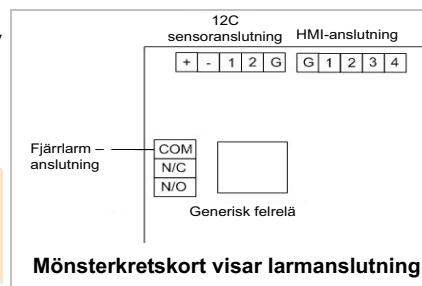 12C
sensoranslutning HMI-anslutning
+ - 1 2 G G 1 2 3 4
Fjärrlarm –
anslutning
COM
N/C
N/O
Generisk felrelä
Mönsterkretskort visar larmanslutning